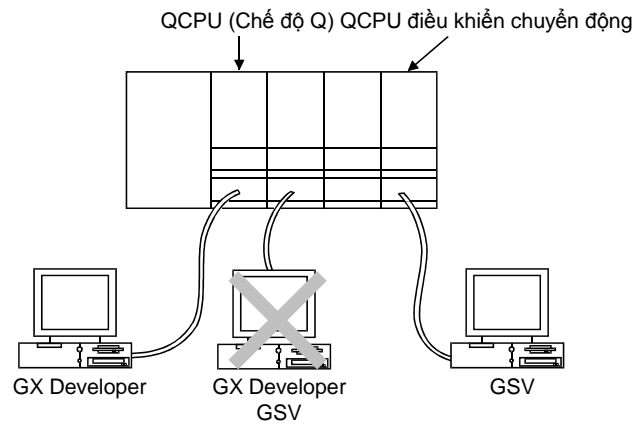 QCPU (Chế độ Q) QCPU điều khiển chuyển động
GX Developer
GX Developer
GSV
GSV